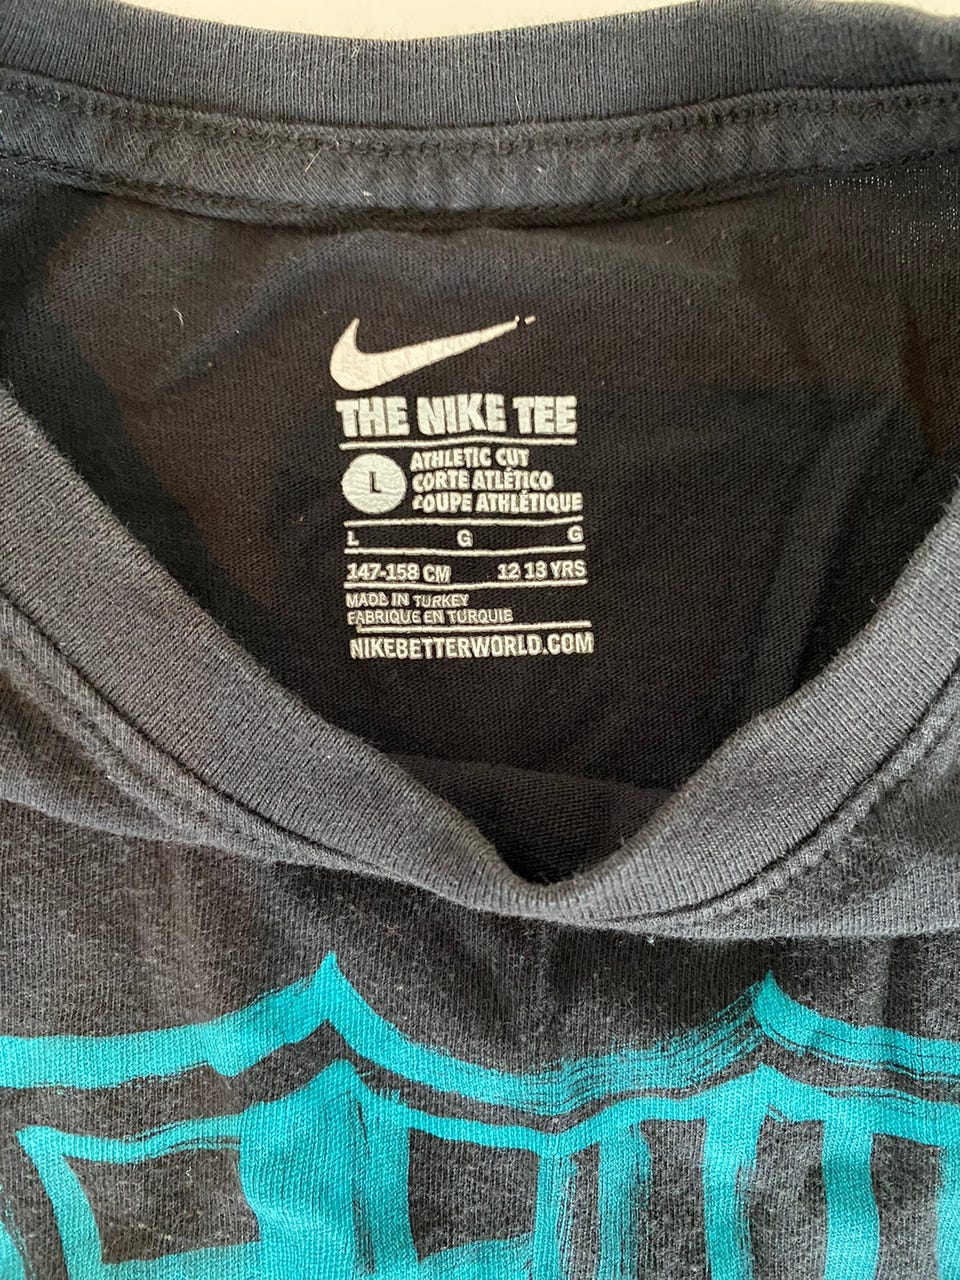 THE NIKE TEE
L
ATHLETIC CUT
CORTE ATLÉTICO
COUPE ATHLÉTIQUE
L G G
147-158 CM 12 13 YRS
MADE IN TURKEY
FABRIQUE EN TURQUIE
NIKEBETTERWORLD.COM